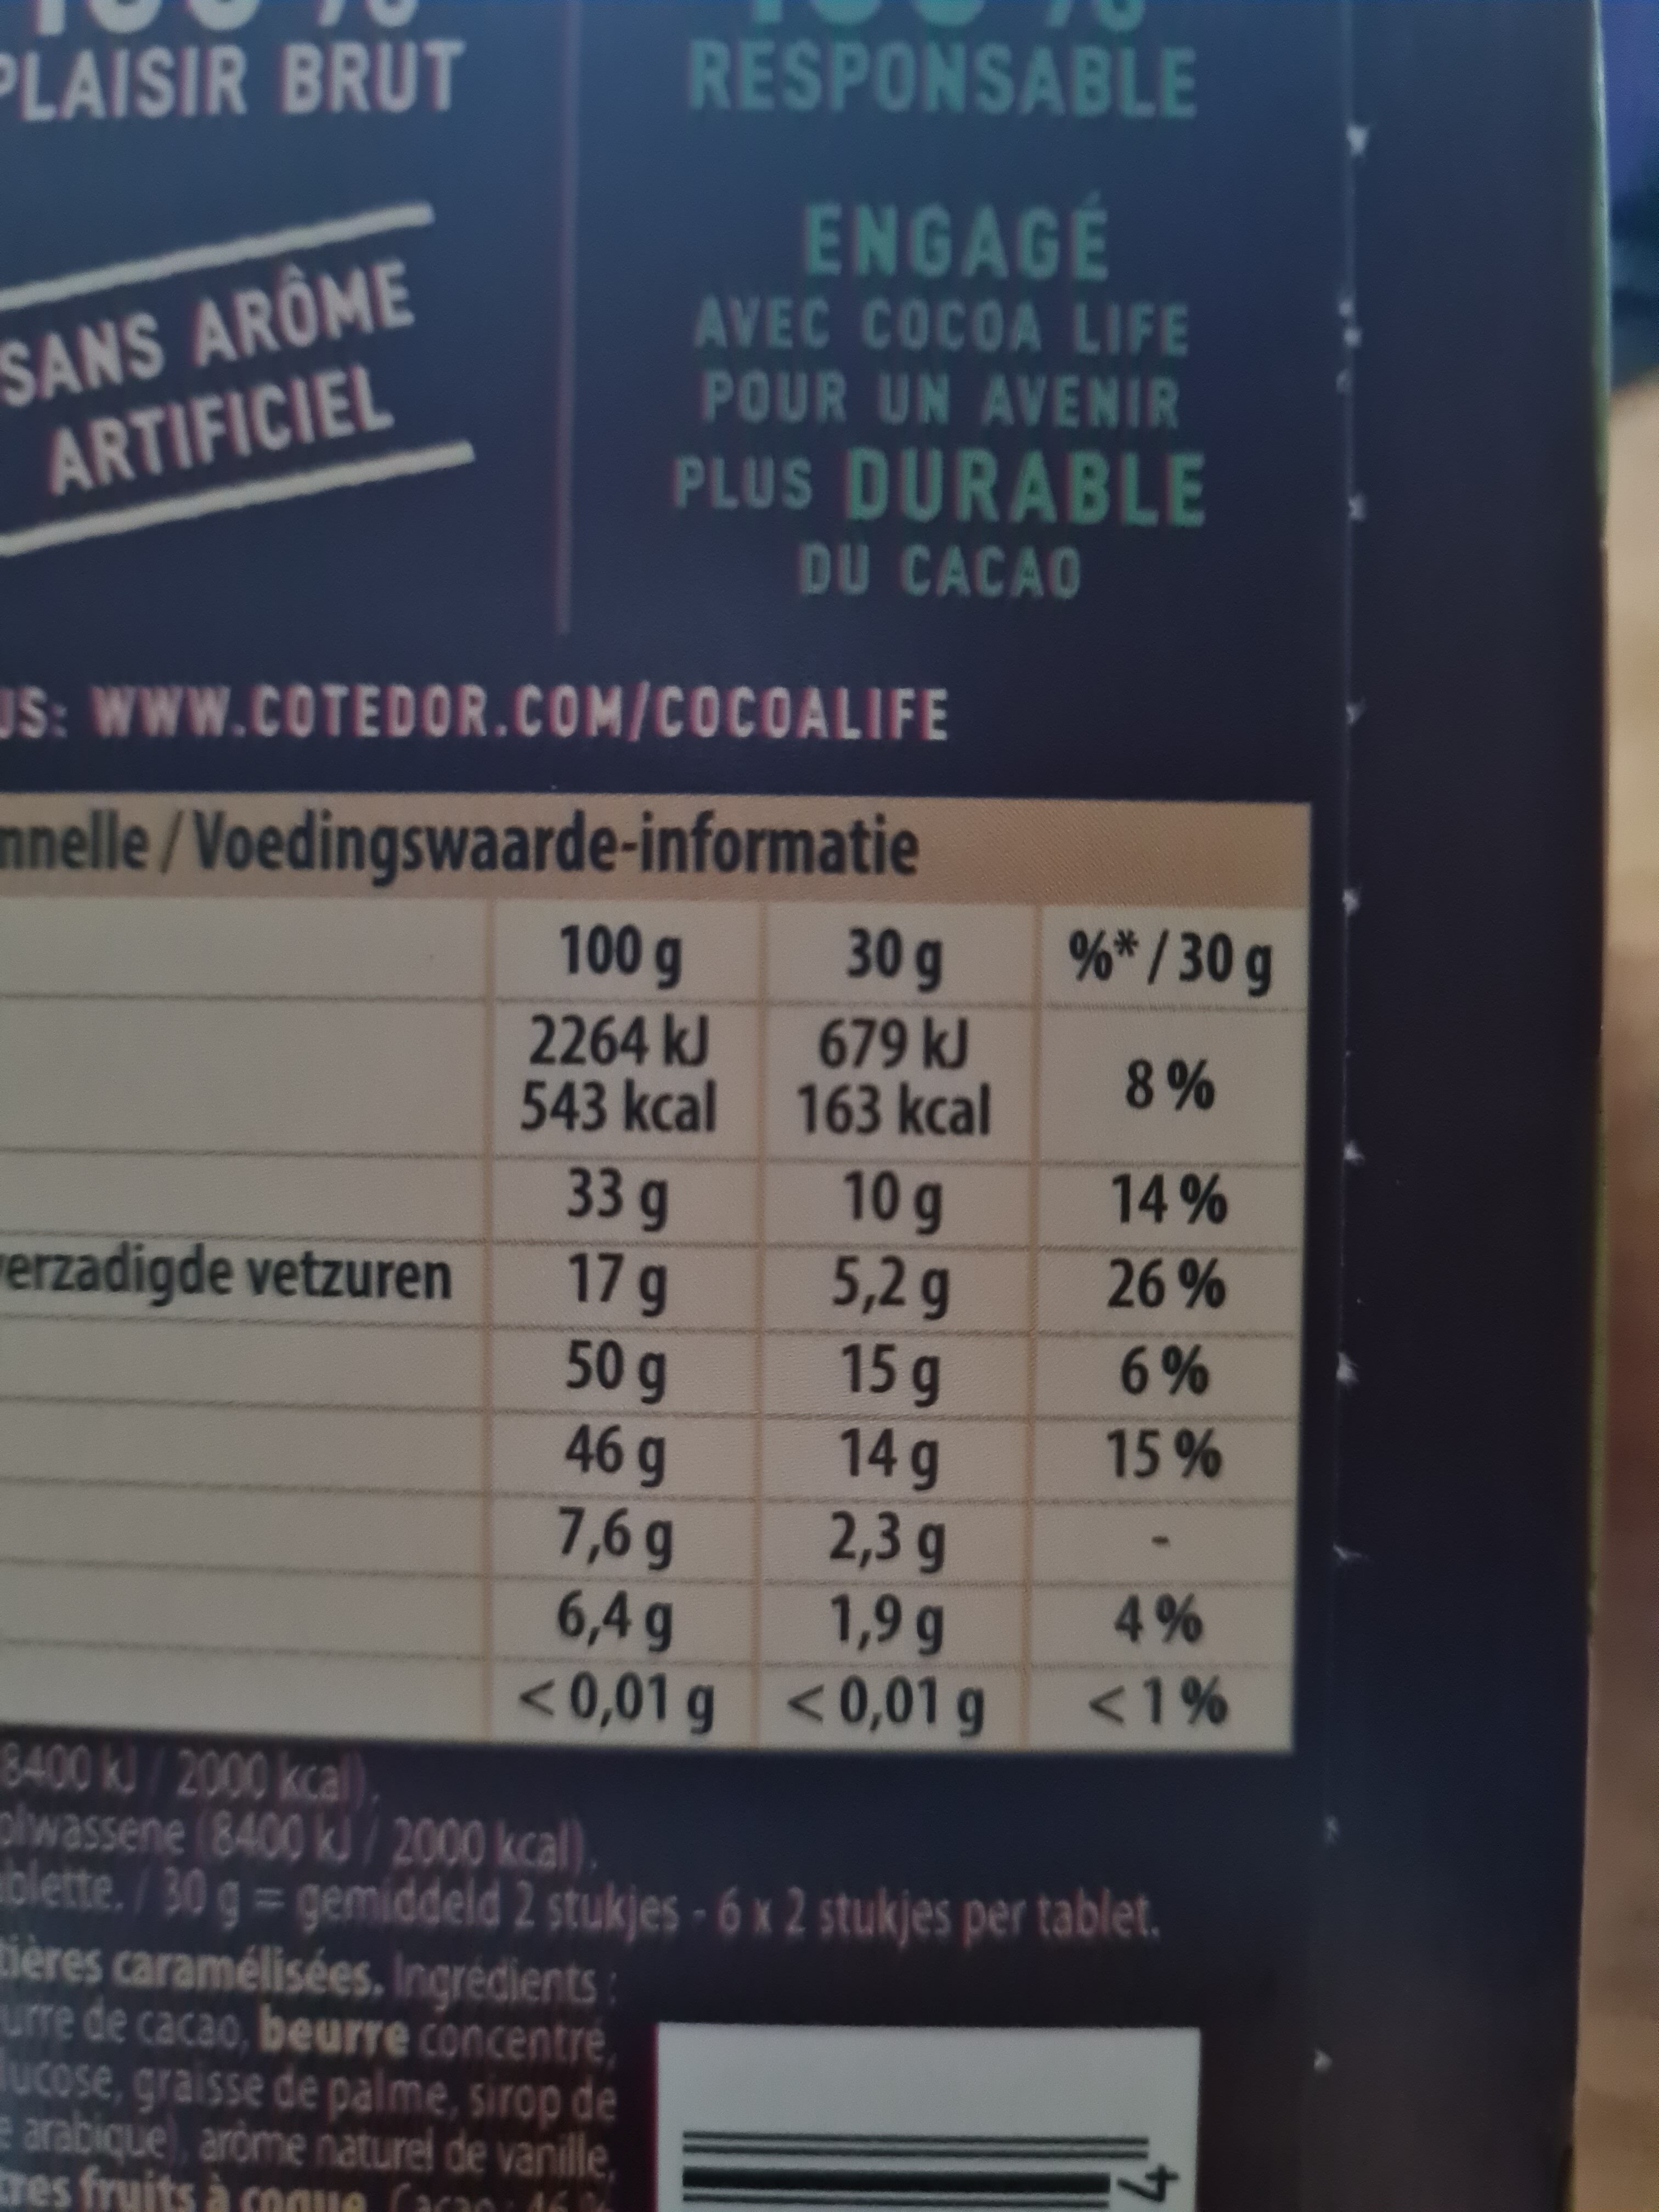 PLAISIR BRUT
SANS ARÔME
ARTIFICIEL
RESPONSABLE
ENGAGÉ
AVEC COCOA LIFE
POUR UN AVENIR
PLUS DURABLE
DU CACAO
US: WWW.COTEDOR.COM/COCOALIFE
nnelle / Voedingswaarde-informatie
100 g 30 g %* / 30 g
2264 kJ 679 kJ
543 kcal 163 kcal 8 %
33 g 10 g 14 %
verzadigde vetzuren 17 g 5,2 g 26 %
50 g 15 g 6 %
46 g 14 g 15 %
7,6 g 2,3 g -
6,4 g 1,9 g 4 %
< 0,01 g < 0,01 g < 1 %
8400 kJ / 2000 kcal).
olwassene (8400 kJ / 2000 kcal).
blette. / 30 g = gemiddeld 2 stukjes - 6 x 2 stukjes per tablet.
tières caramélisées. Ingrédients :
urre de cacao, beurre concentré,
lucose, graisse de palme, sirop de
e arabique), arôme naturel de vanille,
tres fruits à coque. Cacao : 46 %